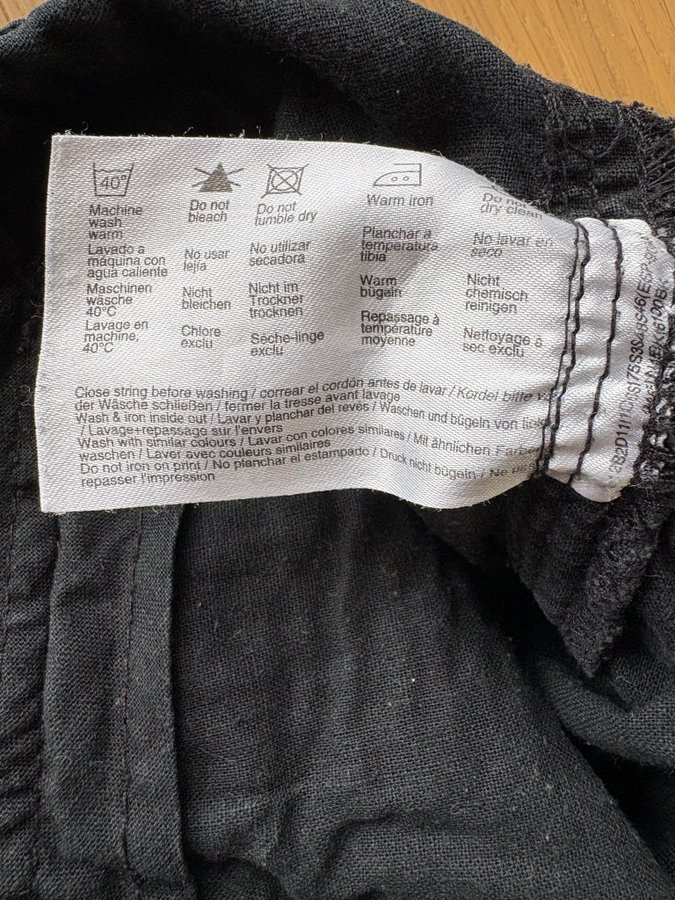 40°
Machine
wash
warm
Lavado a
máquina con
agua caliente
Maschinen
wäsche
40°C
Lavage en
machine,
40°C
Do not
bleach
No usar
lejía
Nicht
bleichen
Chlore
exclu
Do not
tumble dry
No utilizar
secadora
Nicht im
Trockner
trocknen
Séche-linge
exclu
Warm iron
Planchar a
temperatura
tibia
Warm
bügeln
Repassage à
température
moyenne
Do not
dry clean
No lavar en
seco
Nicht
chemisch
reinigen
Nettoyage à
sec exclu
Close string before washing / correar el cordón antes de lavar / Kordel bitte
der Wäsche schließen / fermer la tresse avant lavage
Wash & iron inside out / Lavar y planchar del revés / Waschen und bügeln von
/ Lavage+repassage sur l'envers
Wash with similar colours / Lavar con colores similares / Mit ähnlichen
waschen / Laver avec couleurs similaires
Do not iron on print / No planchar el estampado / Druck nicht bügeln / Ne
repasser l'impression